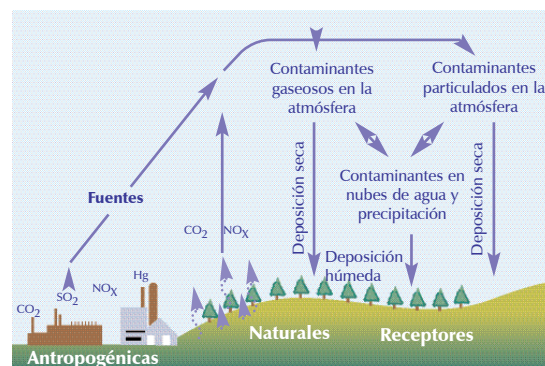 Contaminantes
gaseosos en la
atmósfera
Contaminantes
particulados en la
atmósfera
Deposición seca
Deposición seca
Contaminantes en
nubes de agua y
precipitación
Fuentes
CO2 NOX
Deposición
húmeda
CO2
SO2
NOX
Hg
Naturales
Receptores
Antropogénicas